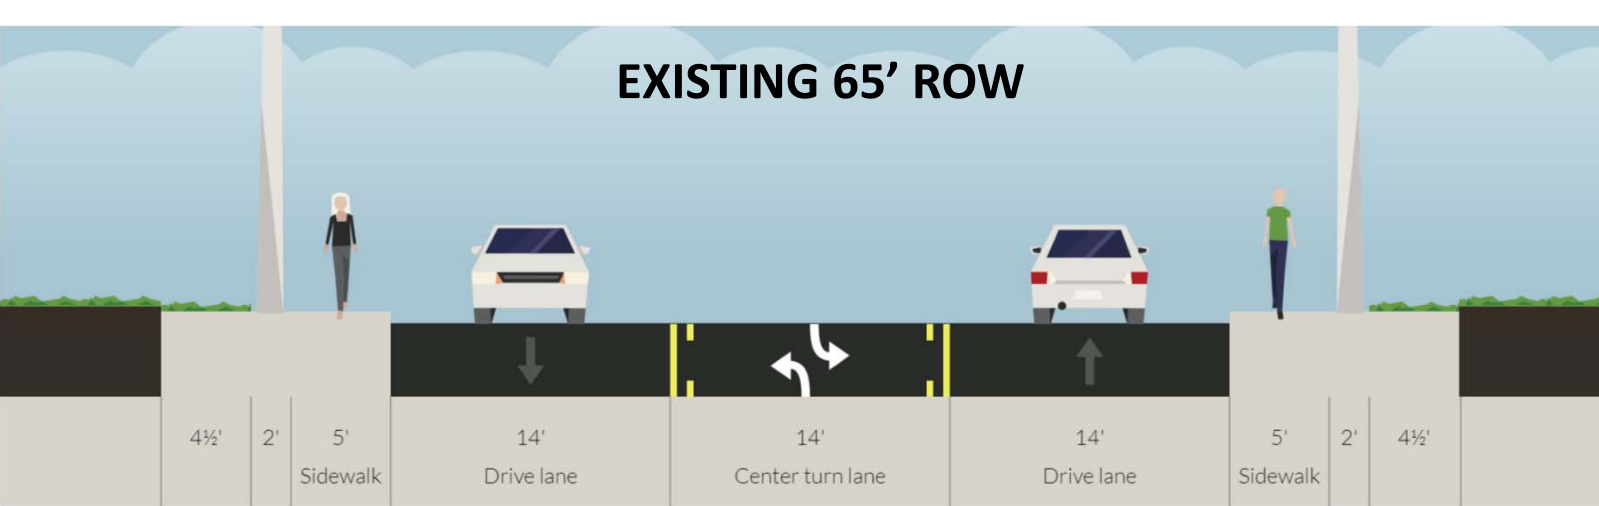 EXISTING 65’ ROW
4½' 2' 5' 14' 14' 14' 5' 2' 4½'
Sidewalk Drive lane Center turn lane Drive lane Sidewalk